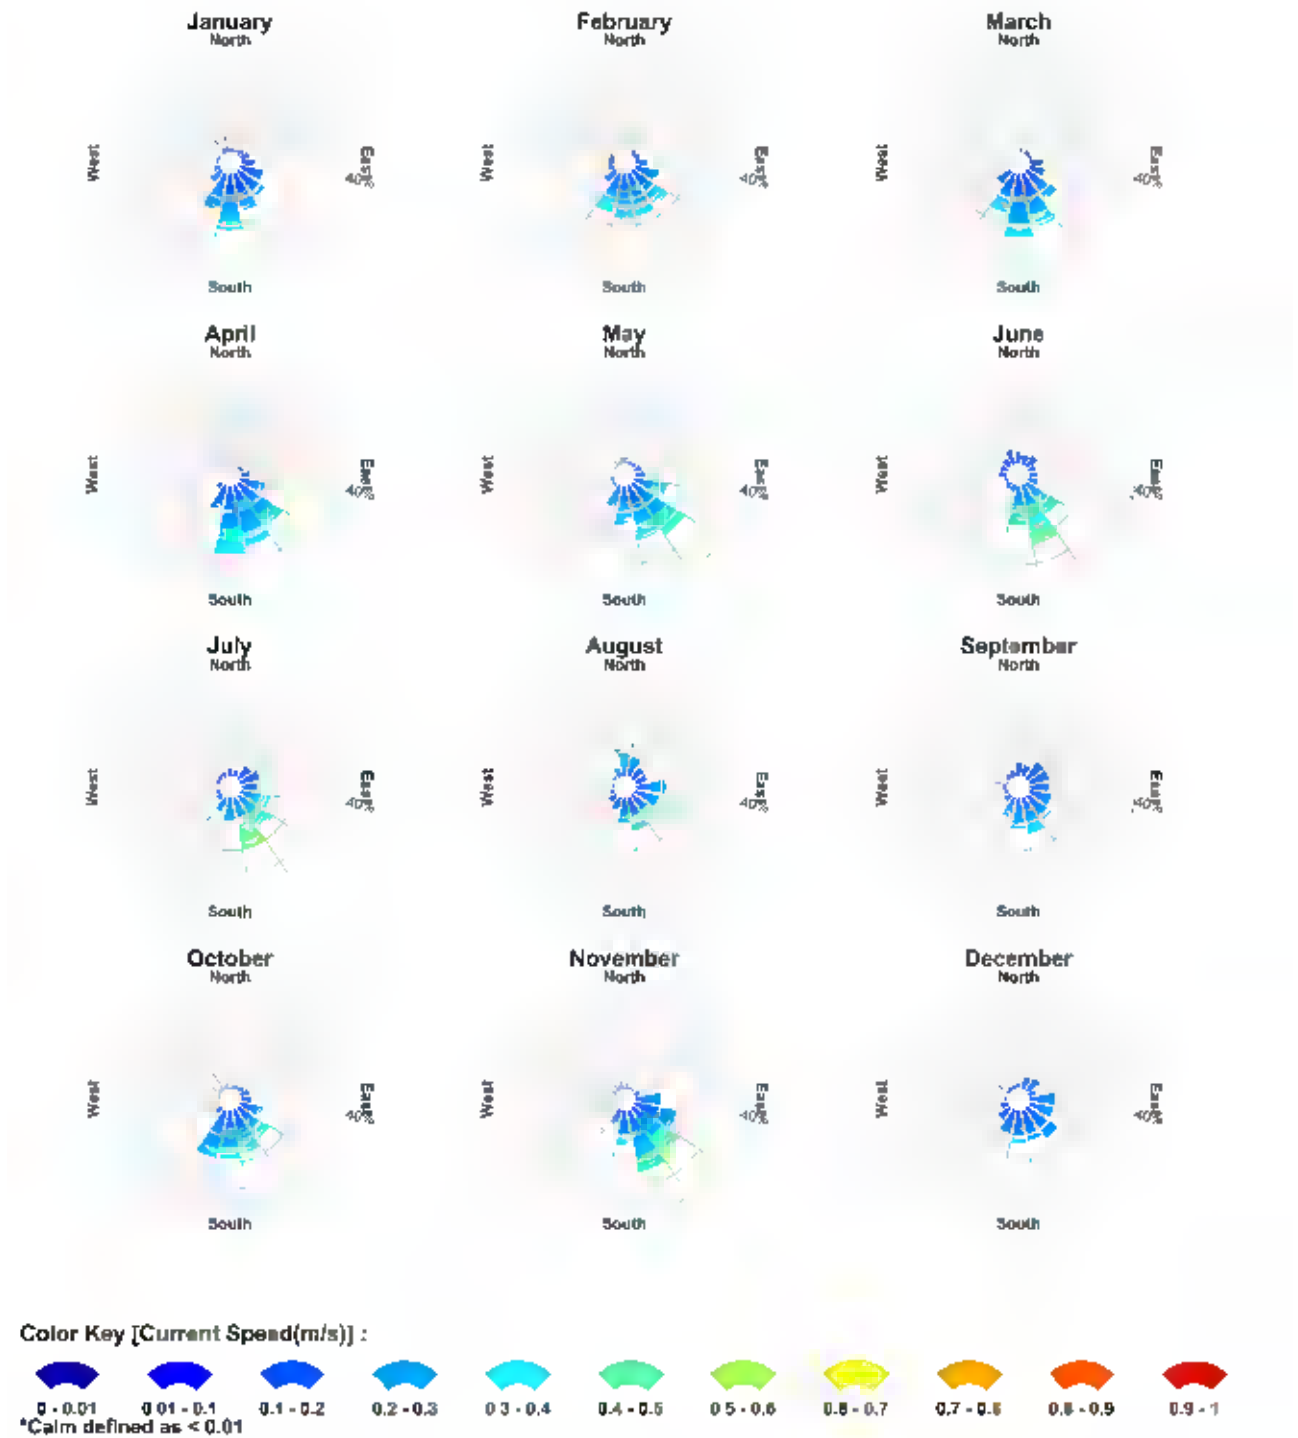 January February March
North North North
West East West East West East
40% 40% 40%
South South South
April May June
North North North
West East West East West East
40% 40% 40%
South South South
July August September
North North North
West East West East West East
40% 40% 40%
South South South
October November December
North North North
West East West East West East
40% 40% 40%
South South South
Color Key [Current Speed(m/s)] :
0 - 0.01 0.01 - 0.1 0.1 - 0.2 0.2 - 0.3 0.3 - 0.4 0.4 - 0.5 0.5 - 0.6 0.6 - 0.7 0.7 - 0.8 0.8 - 0.9 0.9 - 1
*Calm defined as < 0.01